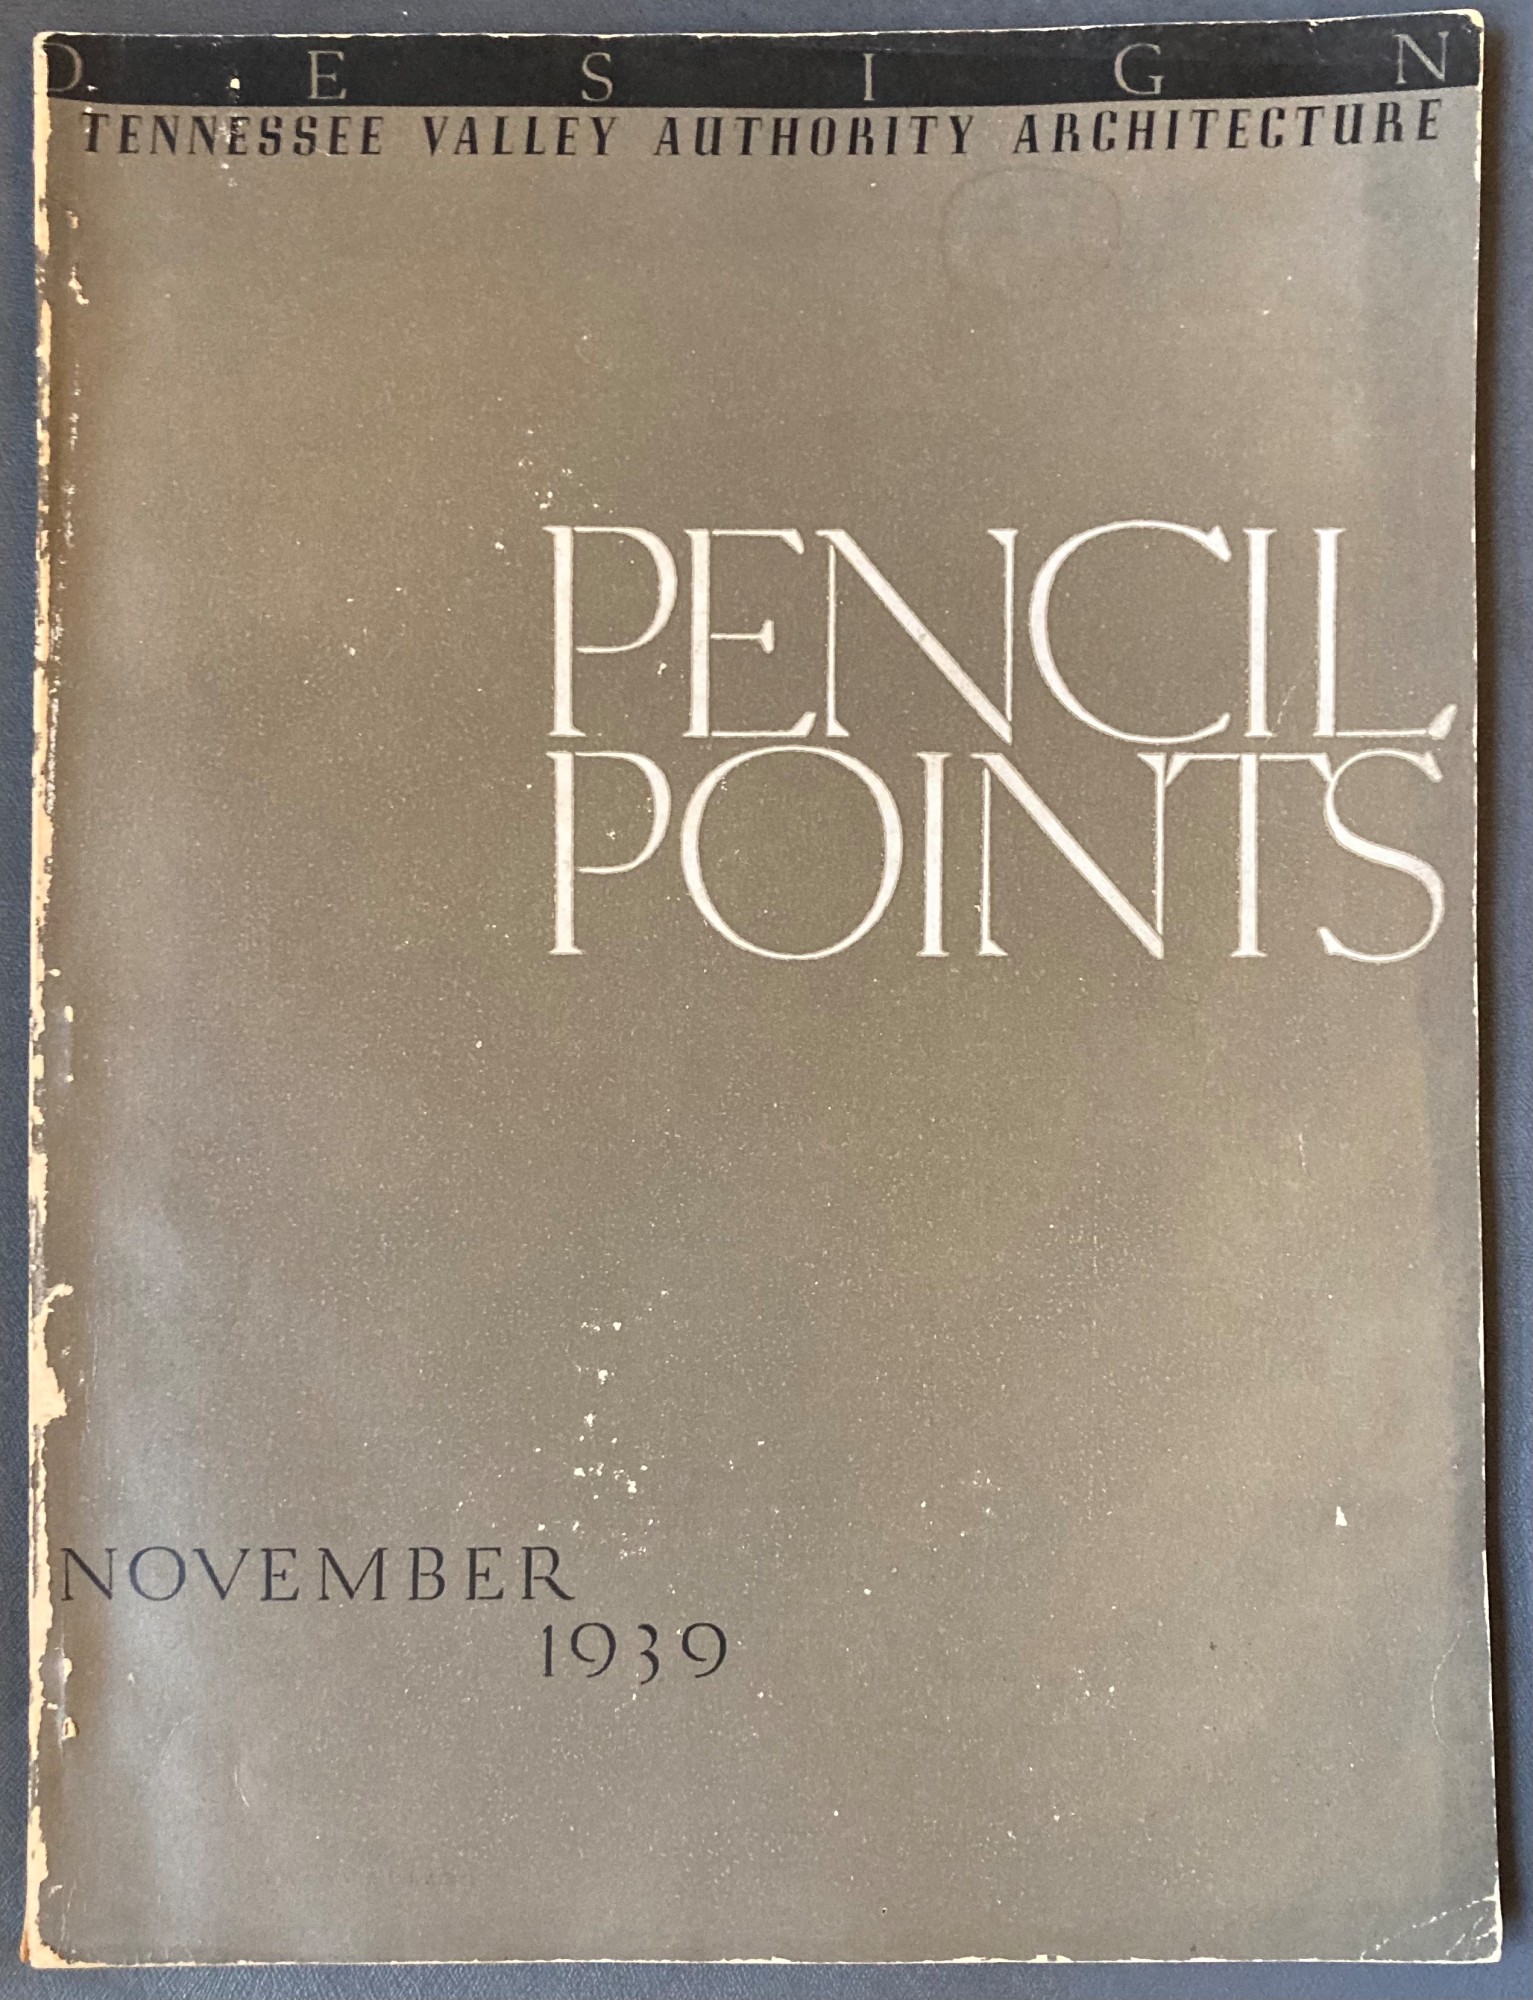 DESIGN
TENNESSEE VALLEY AUTHORITY ARCHITECTURE
PENCIL
POINTS
NOVEMBER
1939